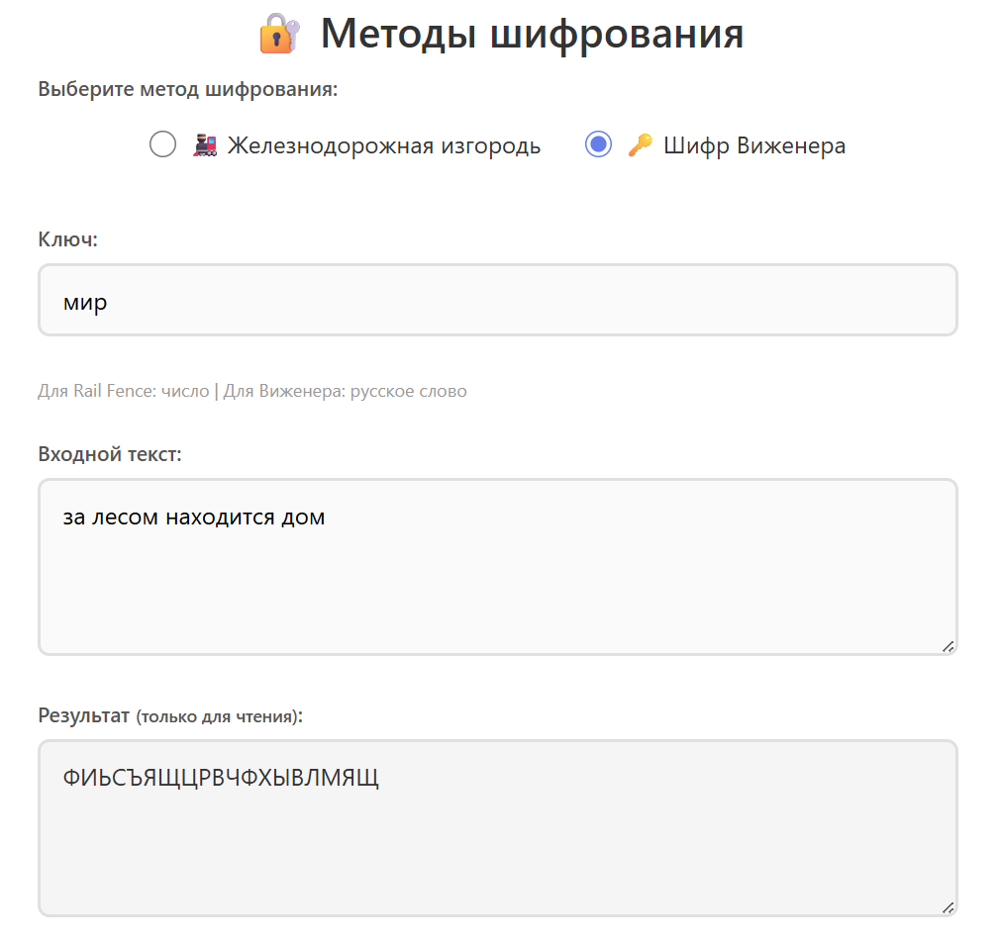 Методы шифрования
Выберите метод шифрования:
Железнодорожная изгородь Шифр Виженера
Ключ:
мир
Для Rail Fence: число | Для Виженера: русское слово
Входной текст:
за лесом находится дом
Результат (только для чтения):
ФИЬСЪЯЩЦРВЧФХЫВЛМЯЩ